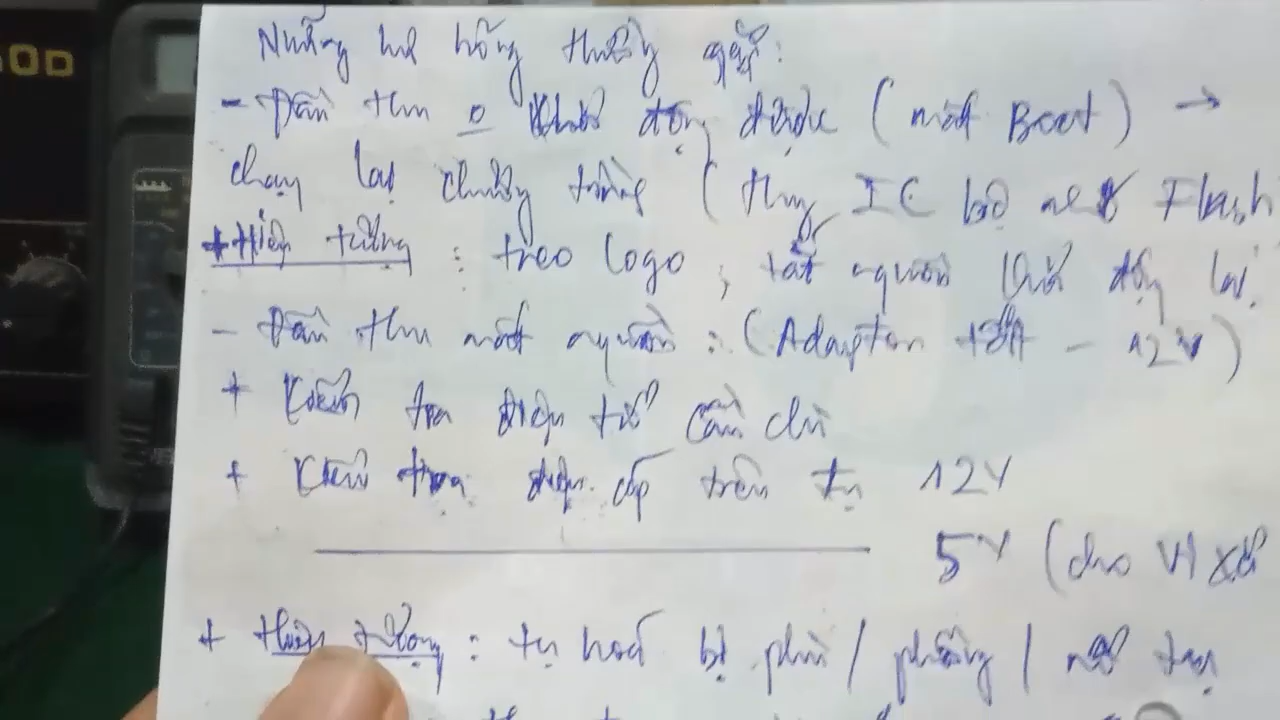 OD
Những hư hỏng thường gặp:
- Đầu thu o khởi động được ( mất Boot ) →
chạy lại chương trình ( thay IC bộ nhớ Flash
+ Hiện tượng : treo logo ; tắt nguồn khởi động lại.
- Đầu thu mất nguồn : ( Adapter - 12V )
+ Kiểm tra điện từ cầu chì
+ Kiểm tra điện áp trên tụ 12V
5V (cho Vi xử
+ Hiện tượng : tụ hoá bị phù / phồng / nổ tụ